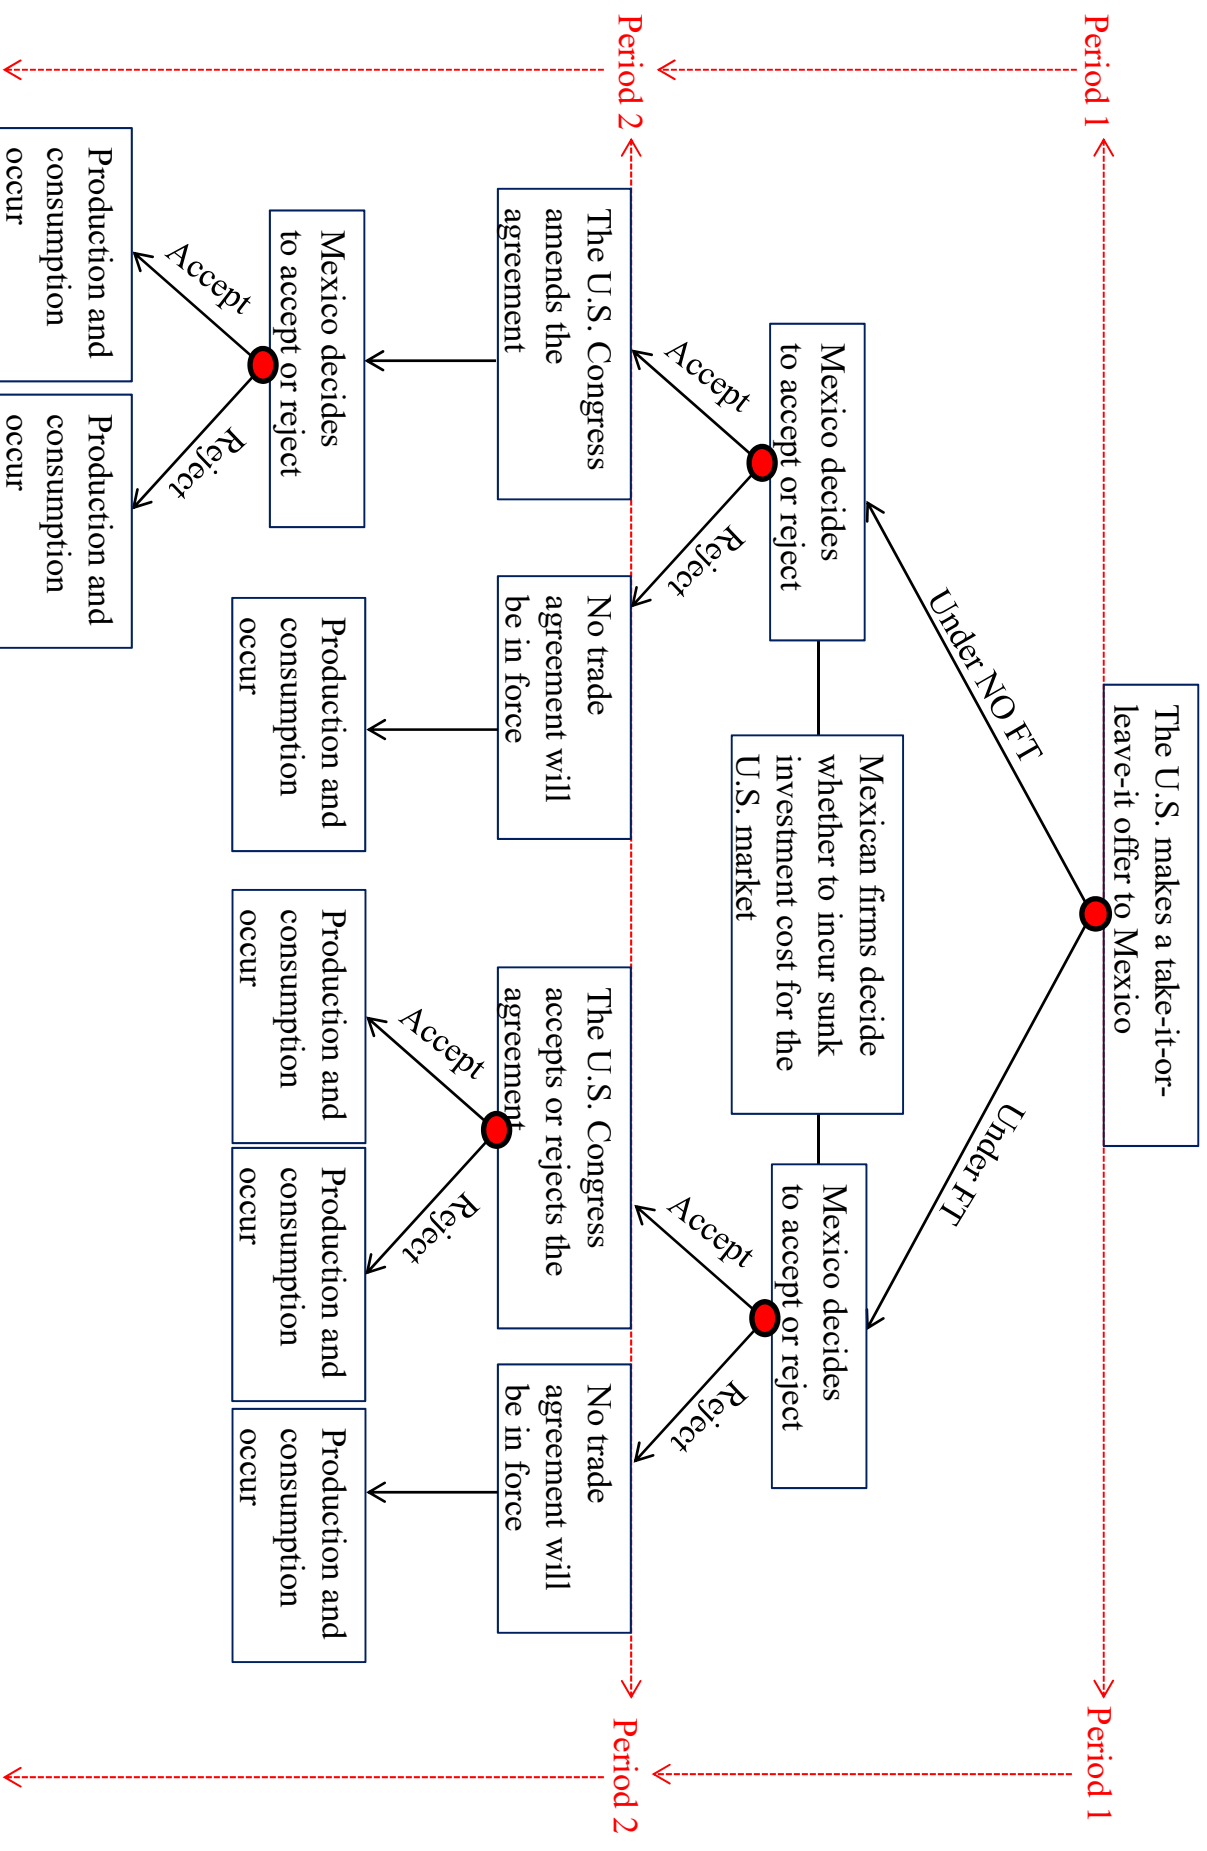 The U.S. makes a take-it-or-
leave-it offer to Mexico
Period 1
Period 1
Under NO FT
Under FT
Mexico decides
to accept or reject
Mexican firms decide
whether to incur sunk
investment cost for the
U.S. market
Mexico decides
to accept or reject
Accept
Reject
Accept
Reject
Period 2
Period 2
The U.S. Congress
amends the
agreement
No trade
agreement will
be in force
The U.S. Congress
accepts or rejects the
agreement
No trade
agreement will
be in force
Accept
Reject
Mexico decides
to accept or reject
Production and
consumption
occur
Production and
consumption
occur
Production and
consumption
occur
Production and
consumption
occur
Accept
Reject
Production and
consumption
occur
Production and
consumption
occur